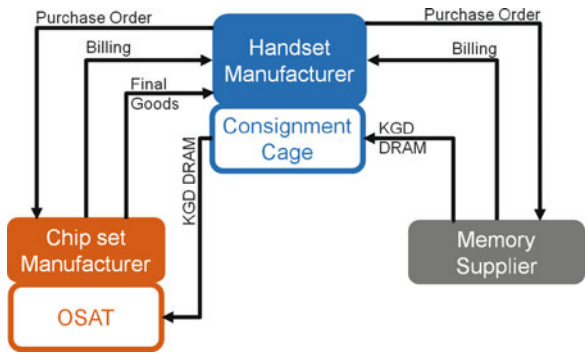 Purchase Order
Purchase Order
Billing
Handset
Manufacturer
Billing
Final
Goods
Consignment
Cage
KGD
DRAM
KGD DRAM
Chip set
Manufacturer
Memory
Supplier
OSAT